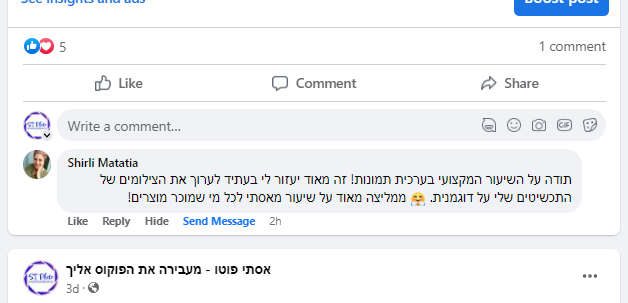 See insights and ads
Boost post
5
1 comment
Like
Comment
Share
Write a comment...
GIF
Shirli Matatia
תודה על השיעור המקצועי בערכית תמונות! זה מאוד יעזור לי בעתיד לערוך את הצילומים של
התכשיטים שלי על דוגמנית. 🤗 ממליצה מאוד על שיעור מאסתי לכל מי שמוכר מוצרים!
Like Reply Hide Send Message 2h
אסתי פוטו - מעבירה את הפוקוס אליך
3d ·